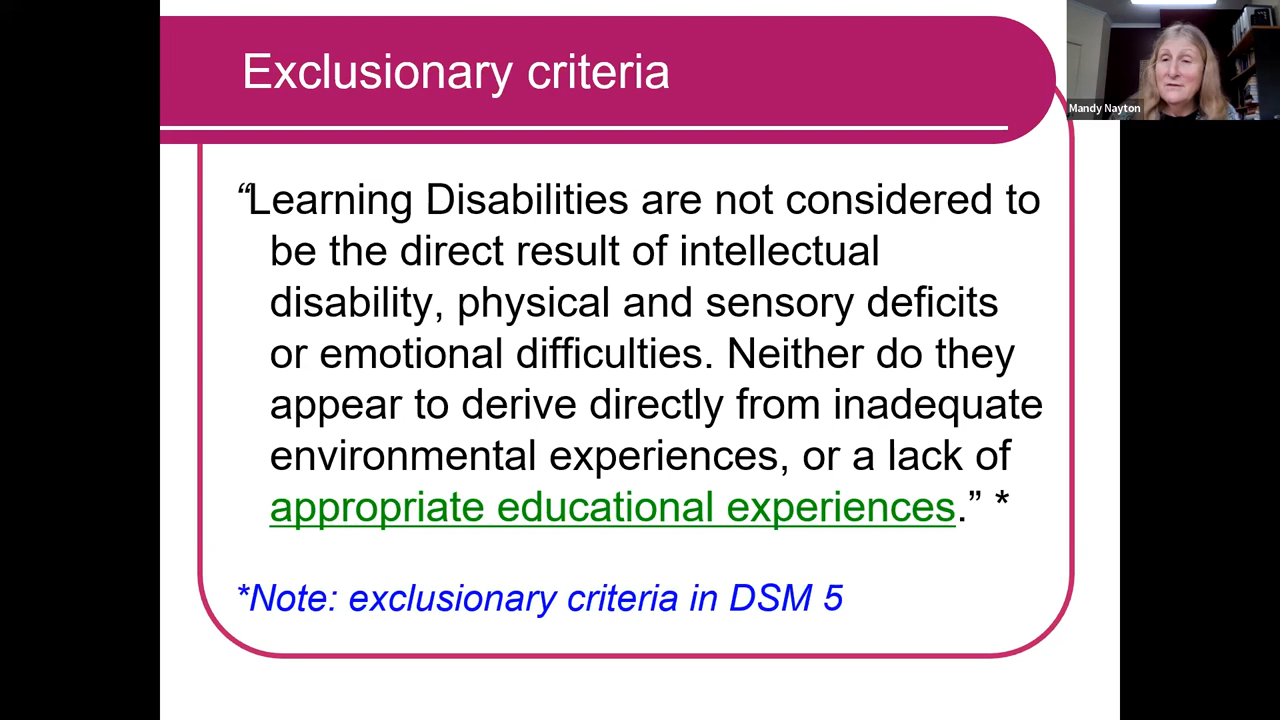 Exclusionary criteria
Mandy Nayton
“Learning Disabilities are not considered to
be the direct result of intellectual
disability, physical and sensory deficits
or emotional difficulties. Neither do they
appear to derive directly from inadequate
environmental experiences, or a lack of
appropriate educational experiences.” *
*Note: exclusionary criteria in DSM 5